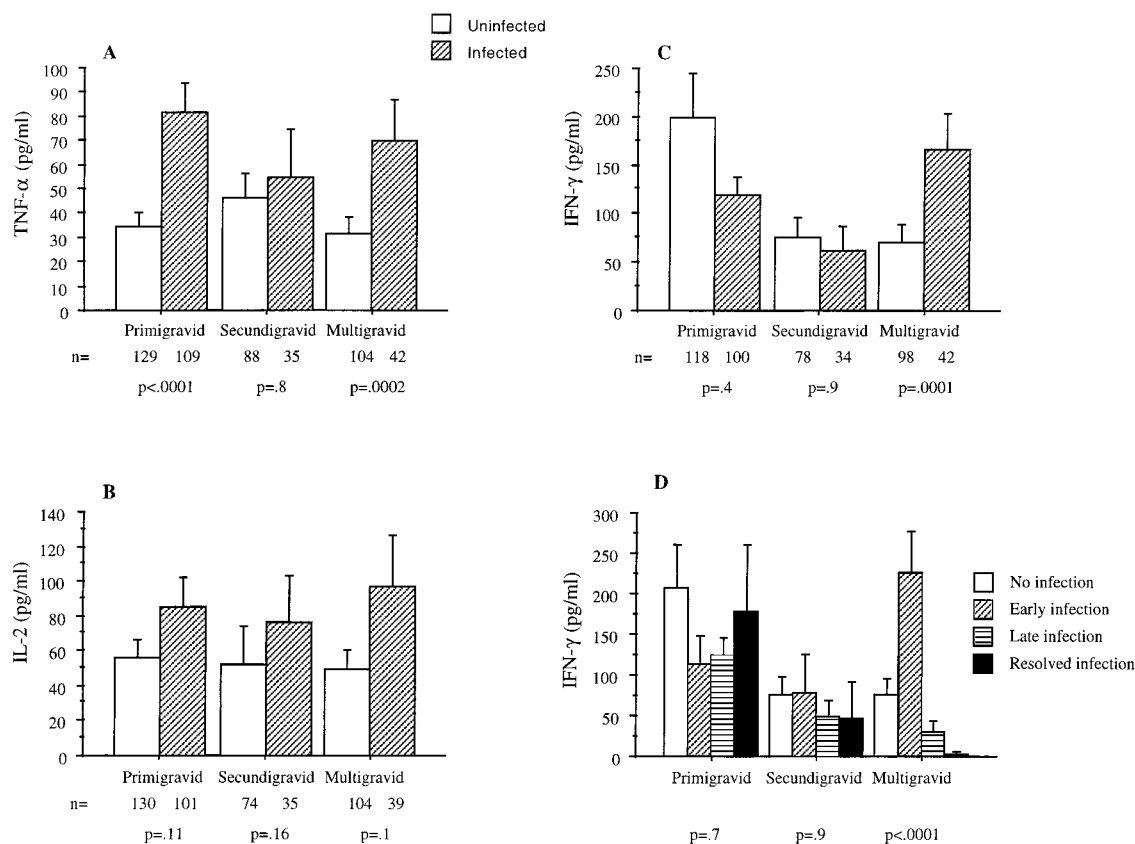 Uninfected
Infected
A
TNF-α (pg/ml)
100
90
80
70
60
50
40
30
20
10
0
Primigravid Secundigravid Multigravid
n= 129 109 88 35 104 42
p<.0001 p=.8 p=.0002
C
IFN-γ (pg/ml)
250
200
150
100
50
0
Primigravid Secundigravid Multigravid
n= 118 100 78 34 98 42
p=.4 p=.9 p=.0001
B
IL-2 (pg/ml)
140
120
100
80
60
40
20
0
Primigravid Secundigravid Multigravid
n= 130 101 74 35 104 39
p=.11 p=.16 p=.1
D
IFN-γ (pg/ml)
300
250
200
150
100
50
0
No infection
Early infection
Late infection
Resolved infection
Primigravid Secundigravid Multigravid
p=.7 p=.9 p<.0001